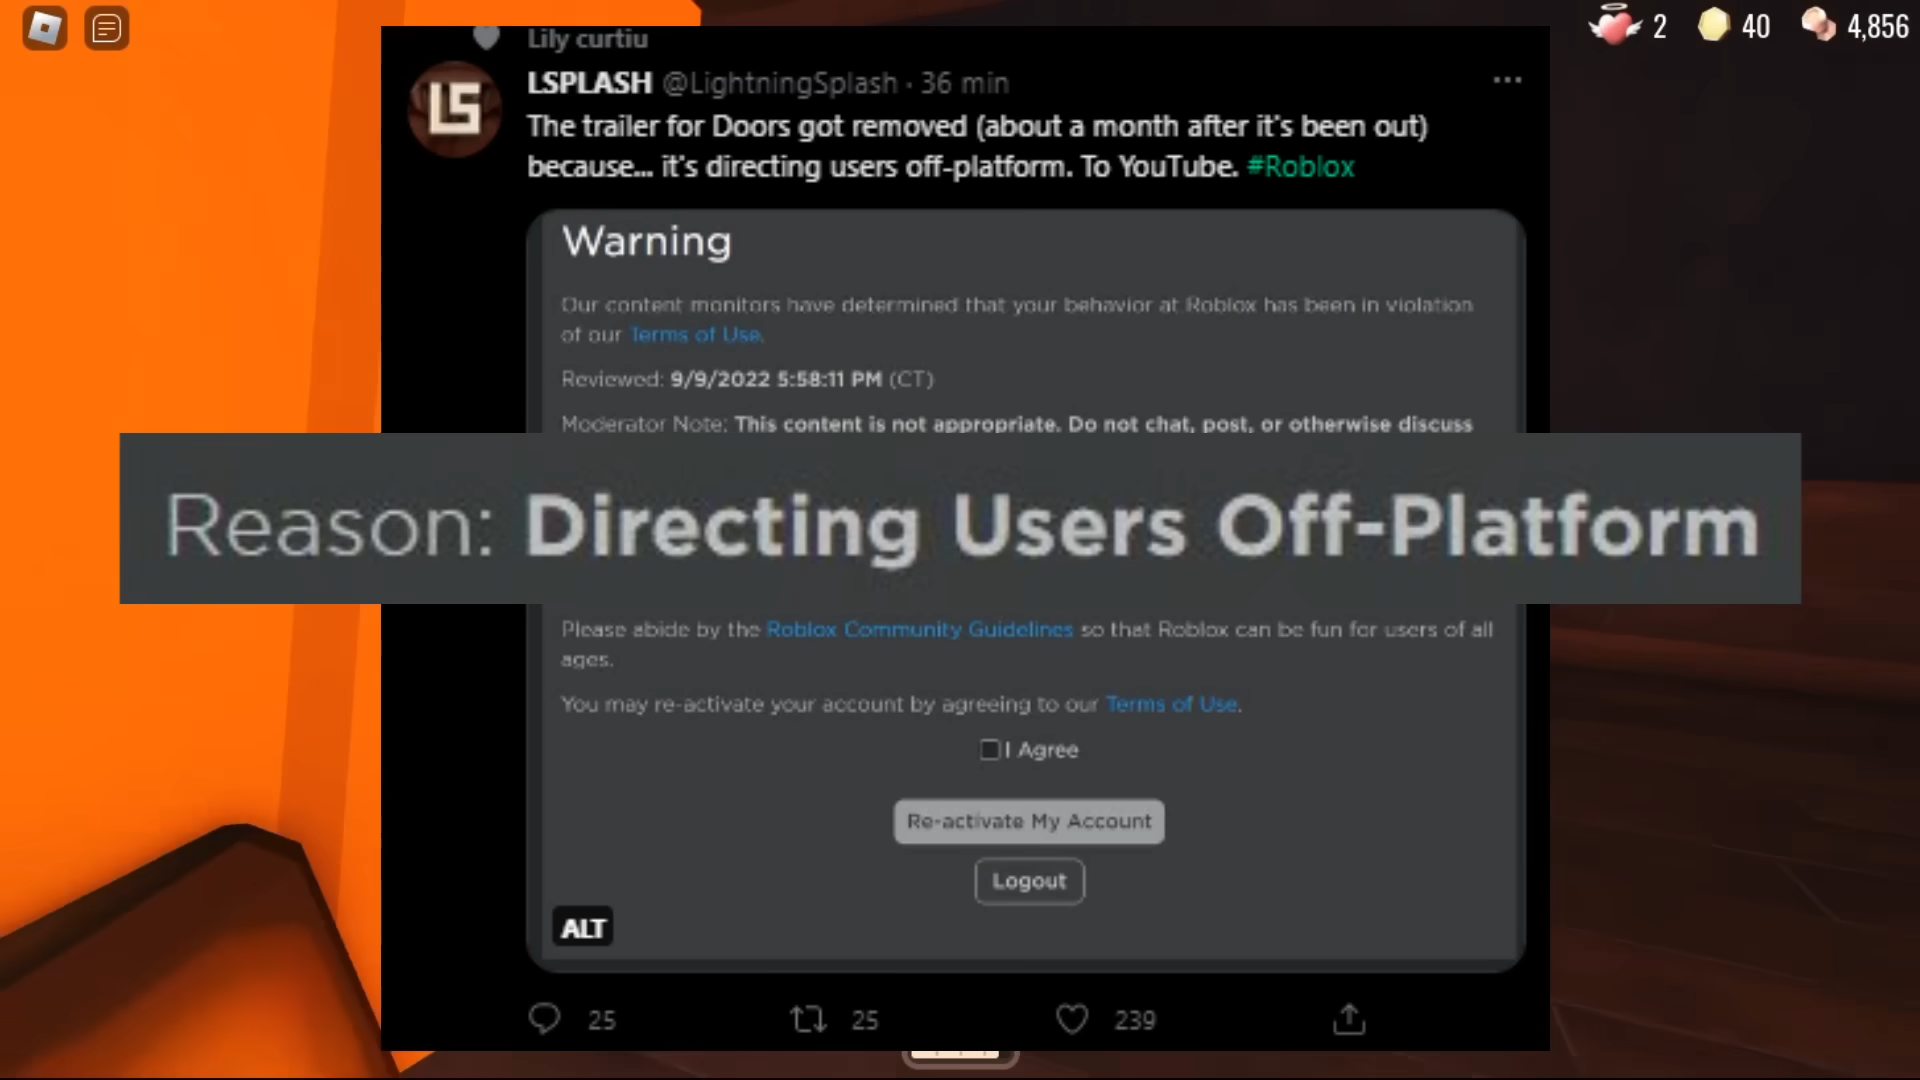 2
40
4,856
Lily curtiu
LS
LSPLASH @LightningSplash · 36 min
The trailer for Doors got removed (about a month after it's been out)
because... it's directing users off-platform. To YouTube. #Roblox
Warning
Our content monitors have determined that your behavior at Roblox has been in violation
of our Terms of Use.
Reviewed: 9/9/2022 5:58:11 PM (CT)
Moderator Note: This content is not appropriate. Do not chat, post, or otherwise discuss
Reason: Directing Users Off-Platform
Please abide by the Roblox Community Guidelines so that Roblox can be fun for users of all
ages.
You may re-activate your account by agreeing to our Terms of Use.
I Agree
Re-activate My Account
Logout
ALT
25
25
239